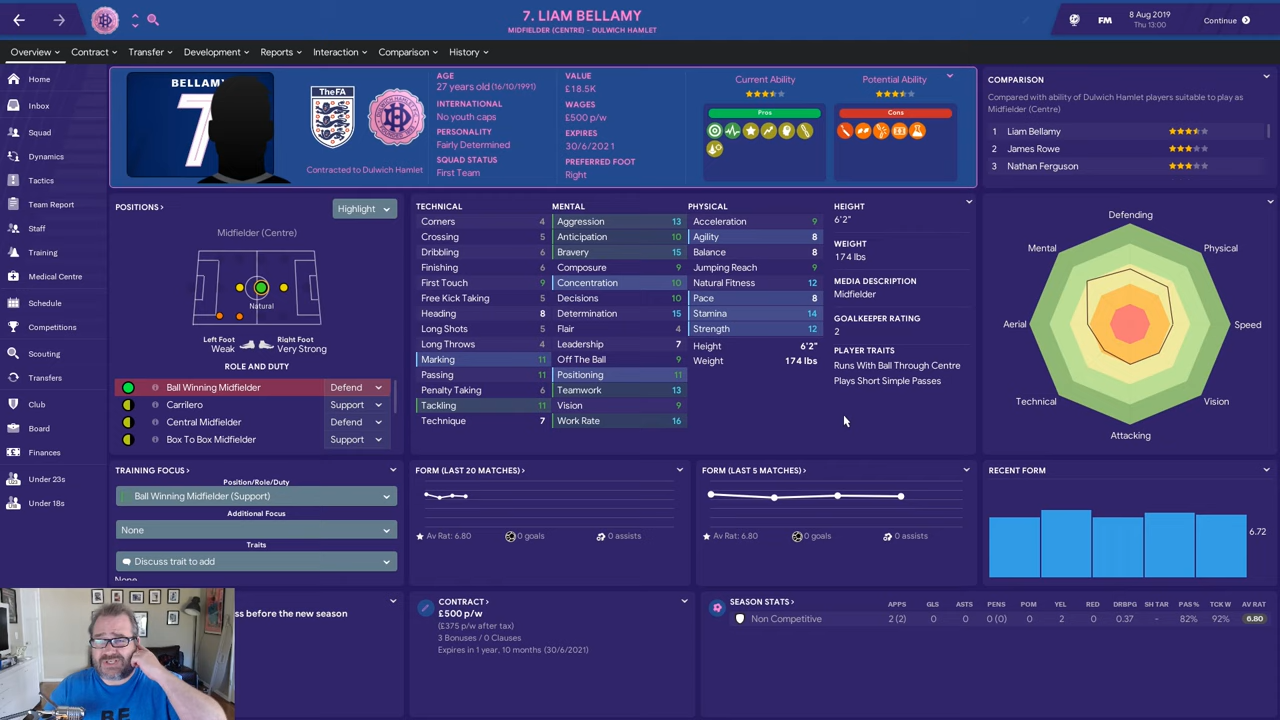 7. LIAM BELLAMY
MIDFIELDER (CENTRE) - DULWICH HAMLET
FM
8 Aug 2019
Thu 13:00
Continue
Overview
Contract
Transfer
Development
Reports
Interaction
Comparison
History
Home
Inbox
Squad
Dynamics
Tactics
Team Report
Staff
Training
Medical Centre
Schedule
Competitions
Scouting
Transfers
Club
Board
Finances
Under 23s
Under 18s
BELLAMY
7
TheFA
Contracted to Dulwich Hamlet
AGE
27 years old (16/10/1991)
INTERNATIONAL
No youth caps
PERSONALITY
Fairly Determined
SQUAD STATUS
First Team
VALUE
£18.5K
WAGES
£500 p/w
EXPIRES
30/6/2021
PREFERRED FOOT
Right
Current Ability
Pros
Potential Ability
Cons
COMPARISON
Compared with ability of Dulwich Hamlet players suitable to play as
Midfielder (Centre)
1 Liam Bellamy
2 James Rowe
3 Nathan Ferguson
POSITIONS
Highlight
Midfielder (Centre)
Natural
Left Foot
Weak
Right Foot
Very Strong
ROLE AND DUTY
Ball Winning Midfielder Defend
Carrilero Support
Central Midfielder Defend
Box To Box Midfielder Support
TECHNICAL
Corners 4
Crossing 5
Dribbling 6
Finishing 6
First Touch 9
Free Kick Taking 5
Heading 8
Long Shots 5
Long Throws 4
Marking 11
Passing 11
Penalty Taking 6
Tackling 11
Technique 7
MENTAL
Aggression 13
Anticipation 10
Bravery 15
Composure 9
Concentration 10
Decisions 10
Determination 15
Flair 4
Leadership 7
Off The Ball 9
Positioning 11
Teamwork 13
Vision 9
Work Rate 16
PHYSICAL
Acceleration 9
Agility 8
Balance 8
Jumping Reach 9
Natural Fitness 12
Pace 8
Stamina 14
Strength 12
Height 6'2"
Weight 174 lbs
HEIGHT
6'2"
WEIGHT
174 lbs
MEDIA DESCRIPTION
Midfielder
GOALKEEPER RATING
2
PLAYER TRAITS
Runs With Ball Through Centre
Plays Short Simple Passes
Defending
Physical
Speed
Vision
Attacking
Technical
Aerial
Mental
TRAINING FOCUS
Position/Role/Duty
Ball Winning Midfielder (Support)
Additional Focus
None
Traits
Discuss trait to add
None
FORM (LAST 20 MATCHES)
Av Rat: 6.80 0 goals 0 assists
FORM (LAST 5 MATCHES)
Av Rat: 6.80 0 goals 0 assists
RECENT FORM
6.72
ss before the new season
CONTRACT
£500 p/w
(£375 p/w after tax)
3 Bonuses / 0 Clauses
Expires in 1 year, 10 months (30/6/2021)
SEASON STATS
APPS GLS ASTS PENS POM YEL RED DRBPG SH TAR PAS% TCK W AV RAT
Non Competitive 2 (2) 0 0 0 (0) 0 2 0 0.37 - 82% 92% 6.80
BE